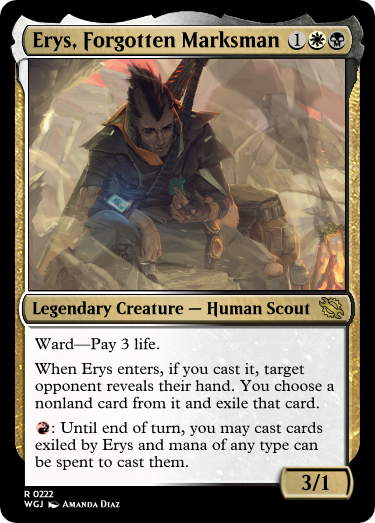 Erys, Forgotten Marksman 1
Legendary Creature — Human Scout
Ward—Pay 3 life.
When Erys enters, if you cast it, target
opponent reveals their hand. You choose a
nonland card from it and exile that card.
: Until end of turn, you may cast cards
exiled by Erys and mana of any type can
be spent to cast them.
3/1
R 0222
WGJ Amanda Diaz